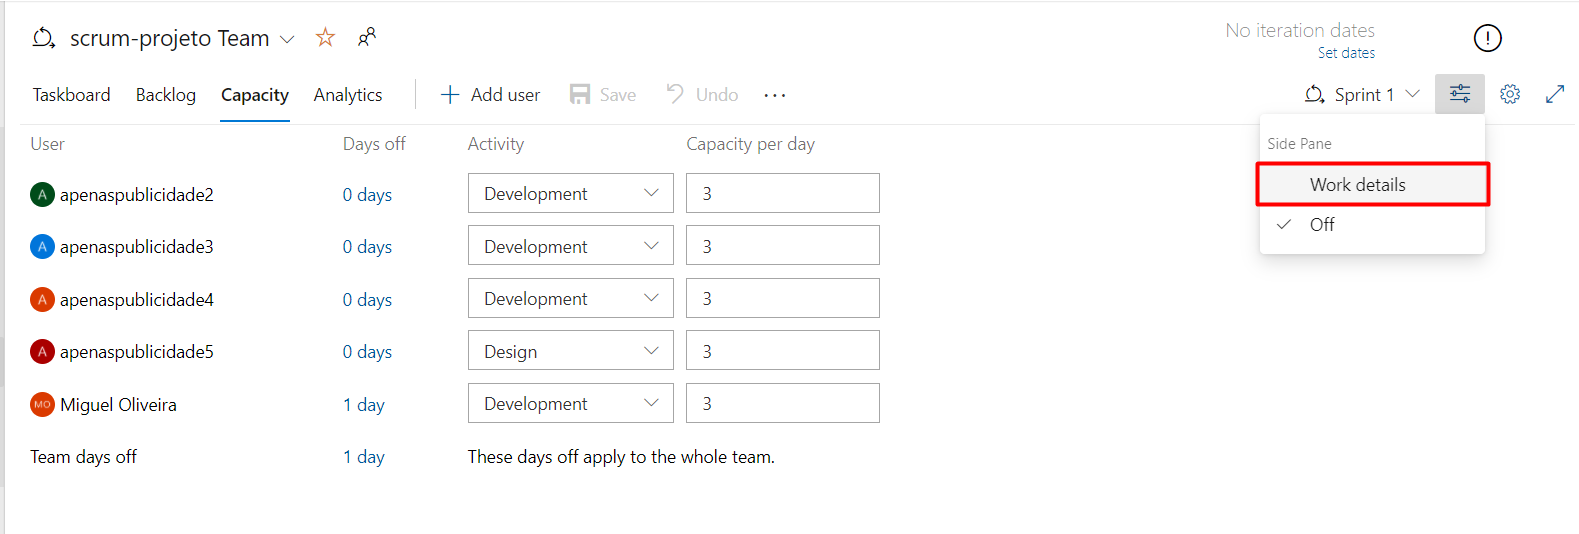 scrum-projeto Team
No iteration dates
Set dates
Taskboard Backlog Capacity Analytics Add user Save Undo Sprint 1
User Days off Activity Capacity per day
Side Pane
Work details
Off
A apenaspublicidade2 0 days Development 3
A apenaspublicidade3 0 days Development 3
A apenaspublicidade4 0 days Development 3
A apenaspublicidade5 0 days Design 3
MO Miguel Oliveira 1 day Development 3
Team days off 1 day These days off apply to the whole team.